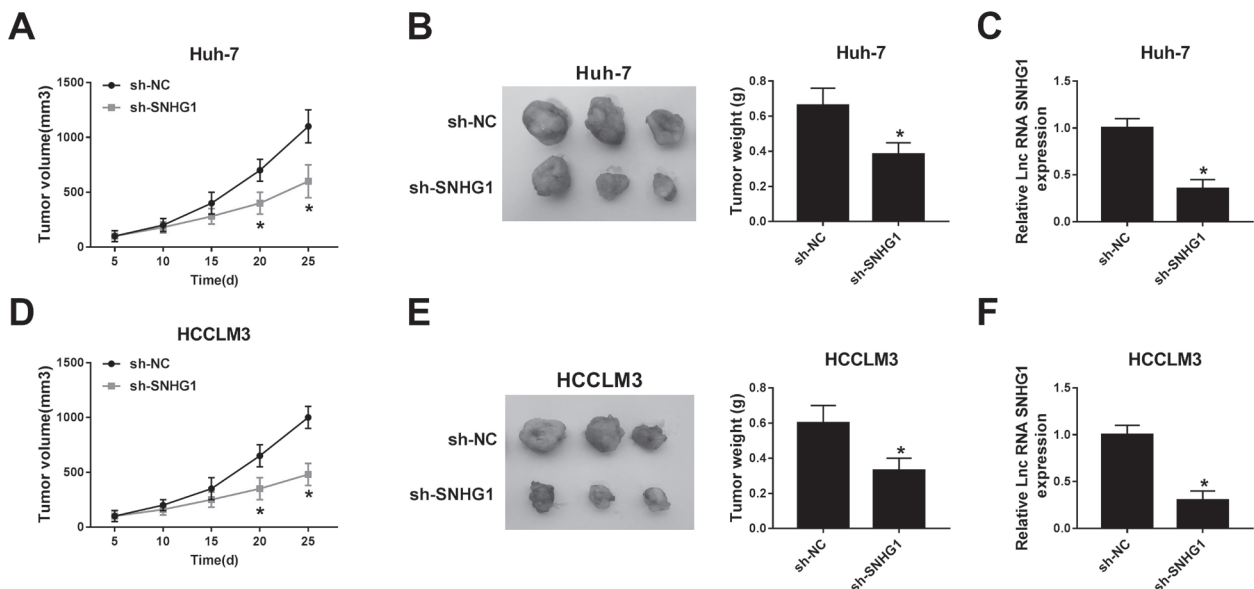 A
Huh-7
sh-NC
sh-SNHG1
Tumor volume(mm3)
1500
1000
500
0
5 10 15 20 25
* *
Time(d)
B
Huh-7
sh-NC
sh-SNHG1
Huh-7
Tumor weight (g)
0.8
0.6
0.4
0.2
0.0
*
sh-NC
sh-SNHG1
C
Huh-7
Relative Lnc RNA SNHG1
expression
1.5
1.0
0.5
0.0
*
sh-NC
sh-SNHG1
D
HCCLM3
sh-NC
sh-SNHG1
Tumor volume(mm3)
1500
1000
500
0
5 10 15 20 25
* *
Time(d)
E
HCCLM3
sh-NC
sh-SNHG1
HCCLM3
Tumor weight (g)
0.8
0.6
0.4
0.2
0.0
*
sh-NC
sh-SNHG1
F
HCCLM3
Relative Lnc RNA SNHG1
expression
1.5
1.0
0.5
0.0
*
sh-NC
sh-SNHG1